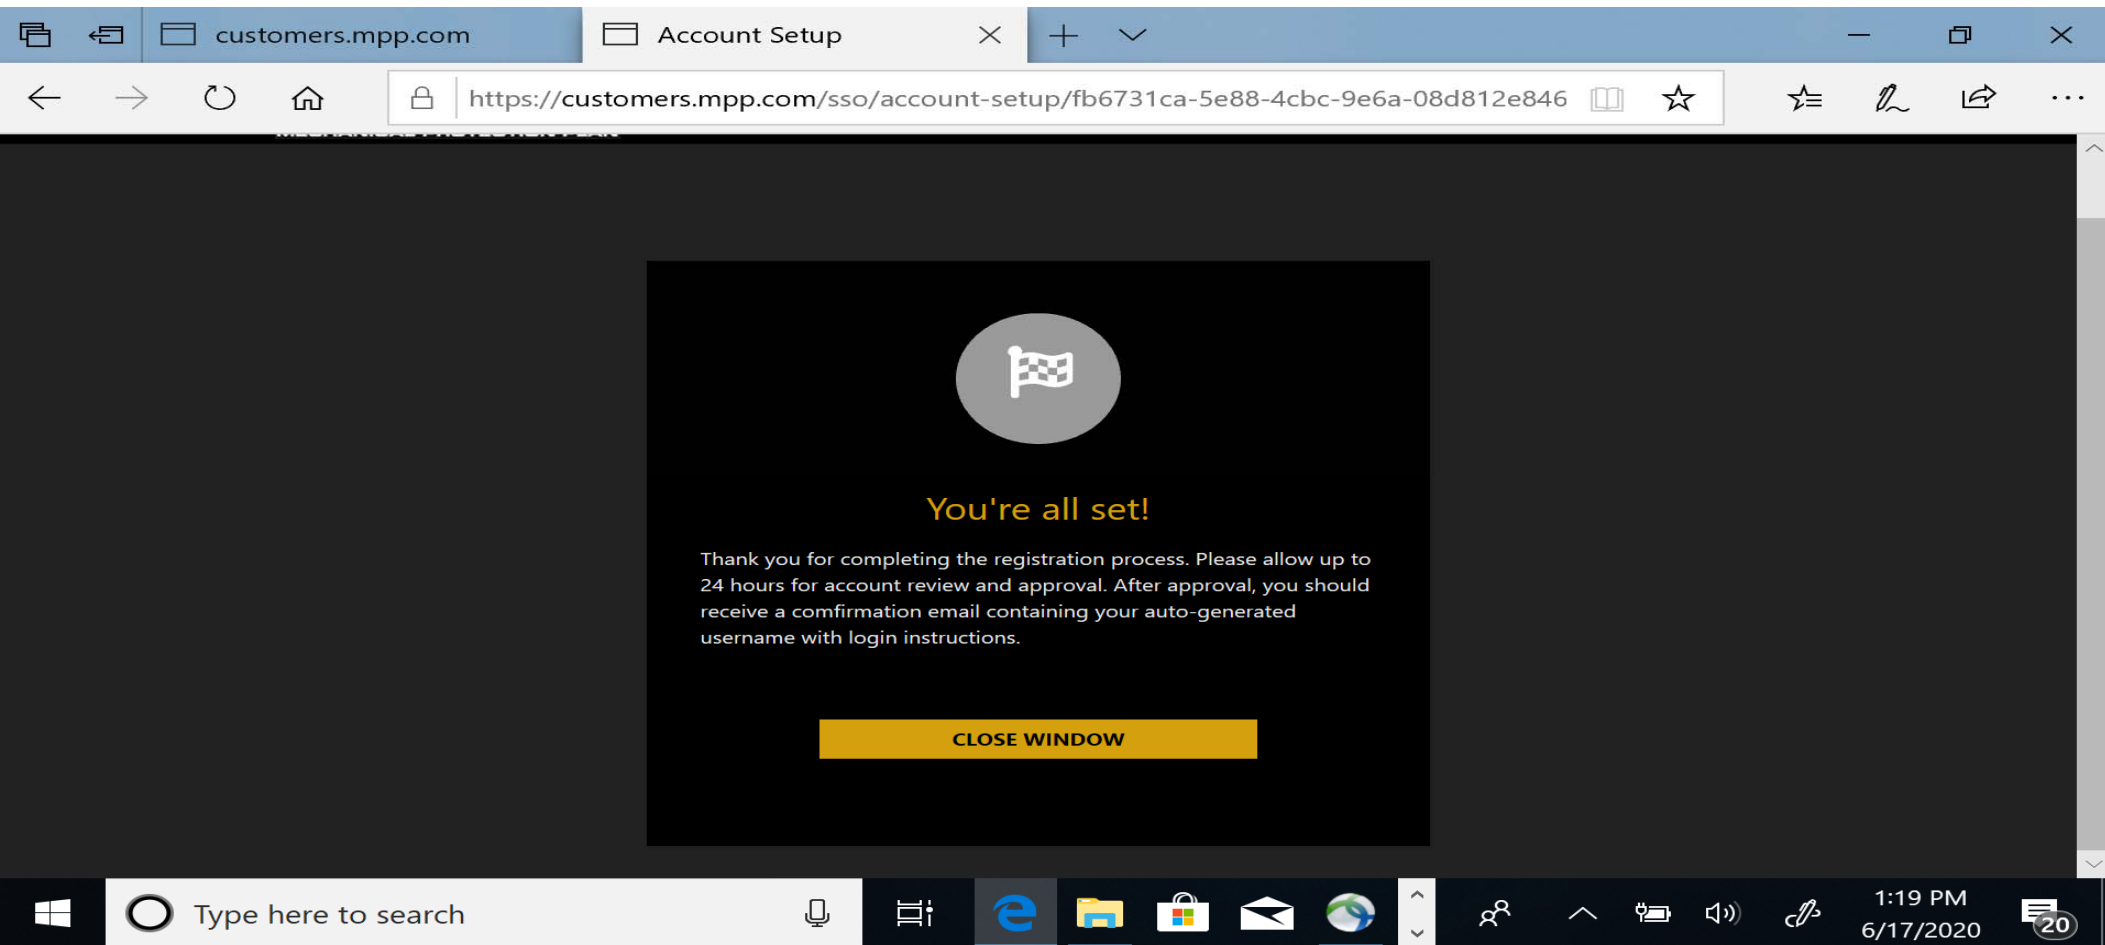 customers.mpp.com
Account Setup
https://customers.mpp.com/sso/account-setup/fb6731ca-5e88-4cbc-9e6a-08d812e846
You're all set!
Thank you for completing the registration process. Please allow up to
24 hours for account review and approval. After approval, you should
receive a comfirmation email containing your auto-generated
username with login instructions.
CLOSE WINDOW
Type here to search
1:19 PM
6/17/2020
20